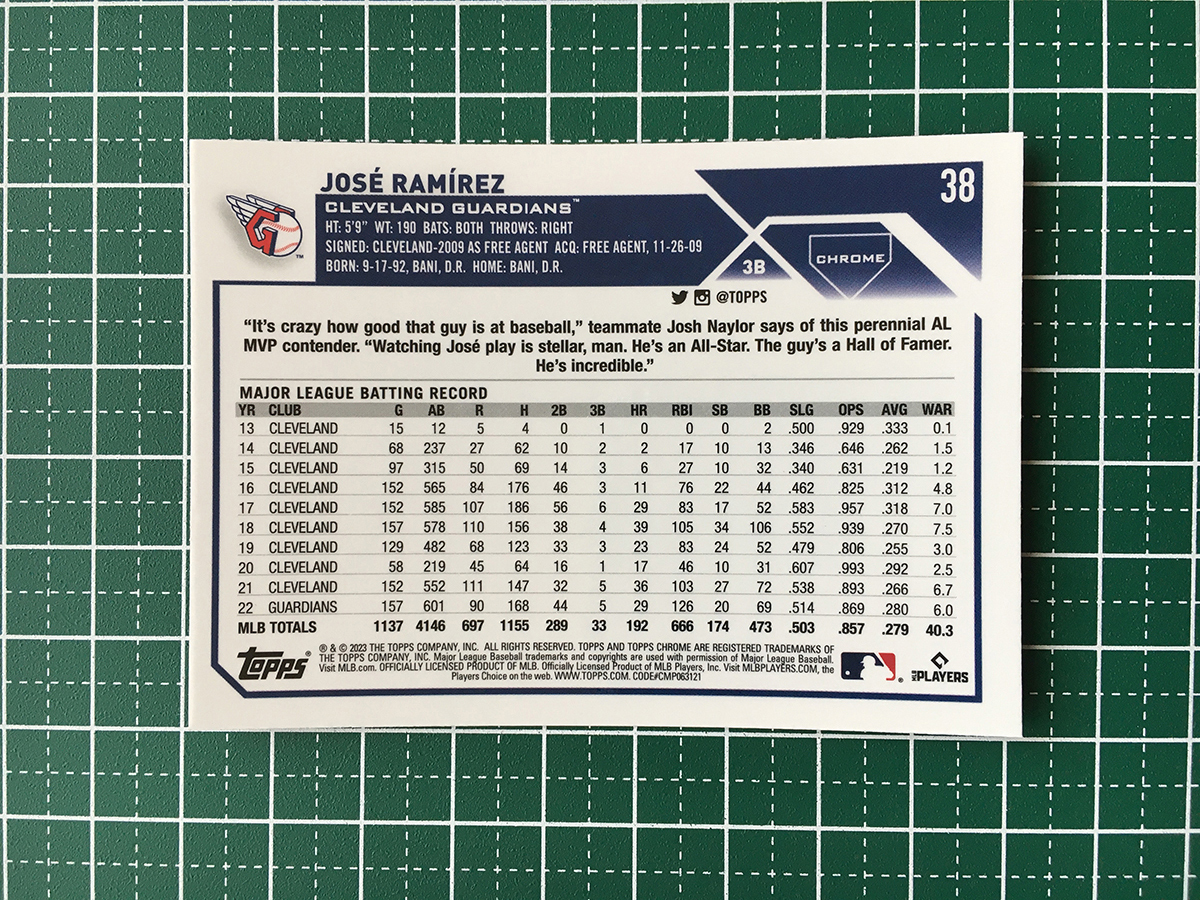 JOSÉ RAMÍREZ
38
CLEVELAND GUARDIANS™
HT: 5'9" WT: 190 BATS: BOTH THROWS: RIGHT
SIGNED: CLEVELAND-2009 AS FREE AGENT ACQ: FREE AGENT, 11-26-09
BORN: 9-17-92, BANI, D.R. HOME: BANI, D.R.
3B
CHROME
@TOPPS
“It’s crazy how good that guy is at baseball,” teammate Josh Naylor says of this perennial AL
MVP contender. “Watching José play is stellar, man. He’s an All-Star. The guy’s a Hall of Famer.
He’s incredible.”
MAJOR LEAGUE BATTING RECORD
YR CLUB G AB R H 2B 3B HR RBI SB BB SLG OPS AVG WAR
13 CLEVELAND 15 12 5 4 0 1 0 0 0 2 .500 .929 .333 0.1
14 CLEVELAND 68 237 27 62 10 2 2 17 10 13 .346 .646 .262 1.5
15 CLEVELAND 97 315 50 69 14 3 6 27 10 32 .340 .631 .219 1.2
16 CLEVELAND 152 565 84 176 46 3 11 76 22 44 .462 .825 .312 4.8
17 CLEVELAND 152 585 107 186 56 6 29 83 17 52 .583 .957 .318 7.0
18 CLEVELAND 157 578 110 156 38 4 39 105 34 106 .552 .939 .270 7.5
19 CLEVELAND 129 482 68 123 33 3 23 83 24 52 .479 .806 .255 3.0
20 CLEVELAND 58 219 45 64 16 1 17 46 10 31 .607 .993 .292 2.5
21 CLEVELAND 152 552 111 147 32 5 36 103 27 72 .538 .893 .266 6.7
22 GUARDIANS 157 601 90 168 44 5 29 126 20 69 .514 .869 .280 6.0
MLB TOTALS 1137 4146 697 1155 289 33 192 666 174 473 .503 .857 .279 40.3
TOPPS®
® & © 2023 THE TOPPS COMPANY, INC. ALL RIGHTS RESERVED. TOPPS AND TOPPS CHROME ARE REGISTERED TRADEMARKS OF
THE TOPPS COMPANY, INC. Major League Baseball trademarks and copyrights are used with permission of Major League Baseball.
Visit MLB.com. OFFICIALLY LICENSED PRODUCT OF MLB. Officially Licensed Product of MLB Players, Inc. Visit MLBPLAYERS.COM, the
Players Choice on the web. WWW.TOPPS.COM. CODE#CMP063121
MLB PLAYERS